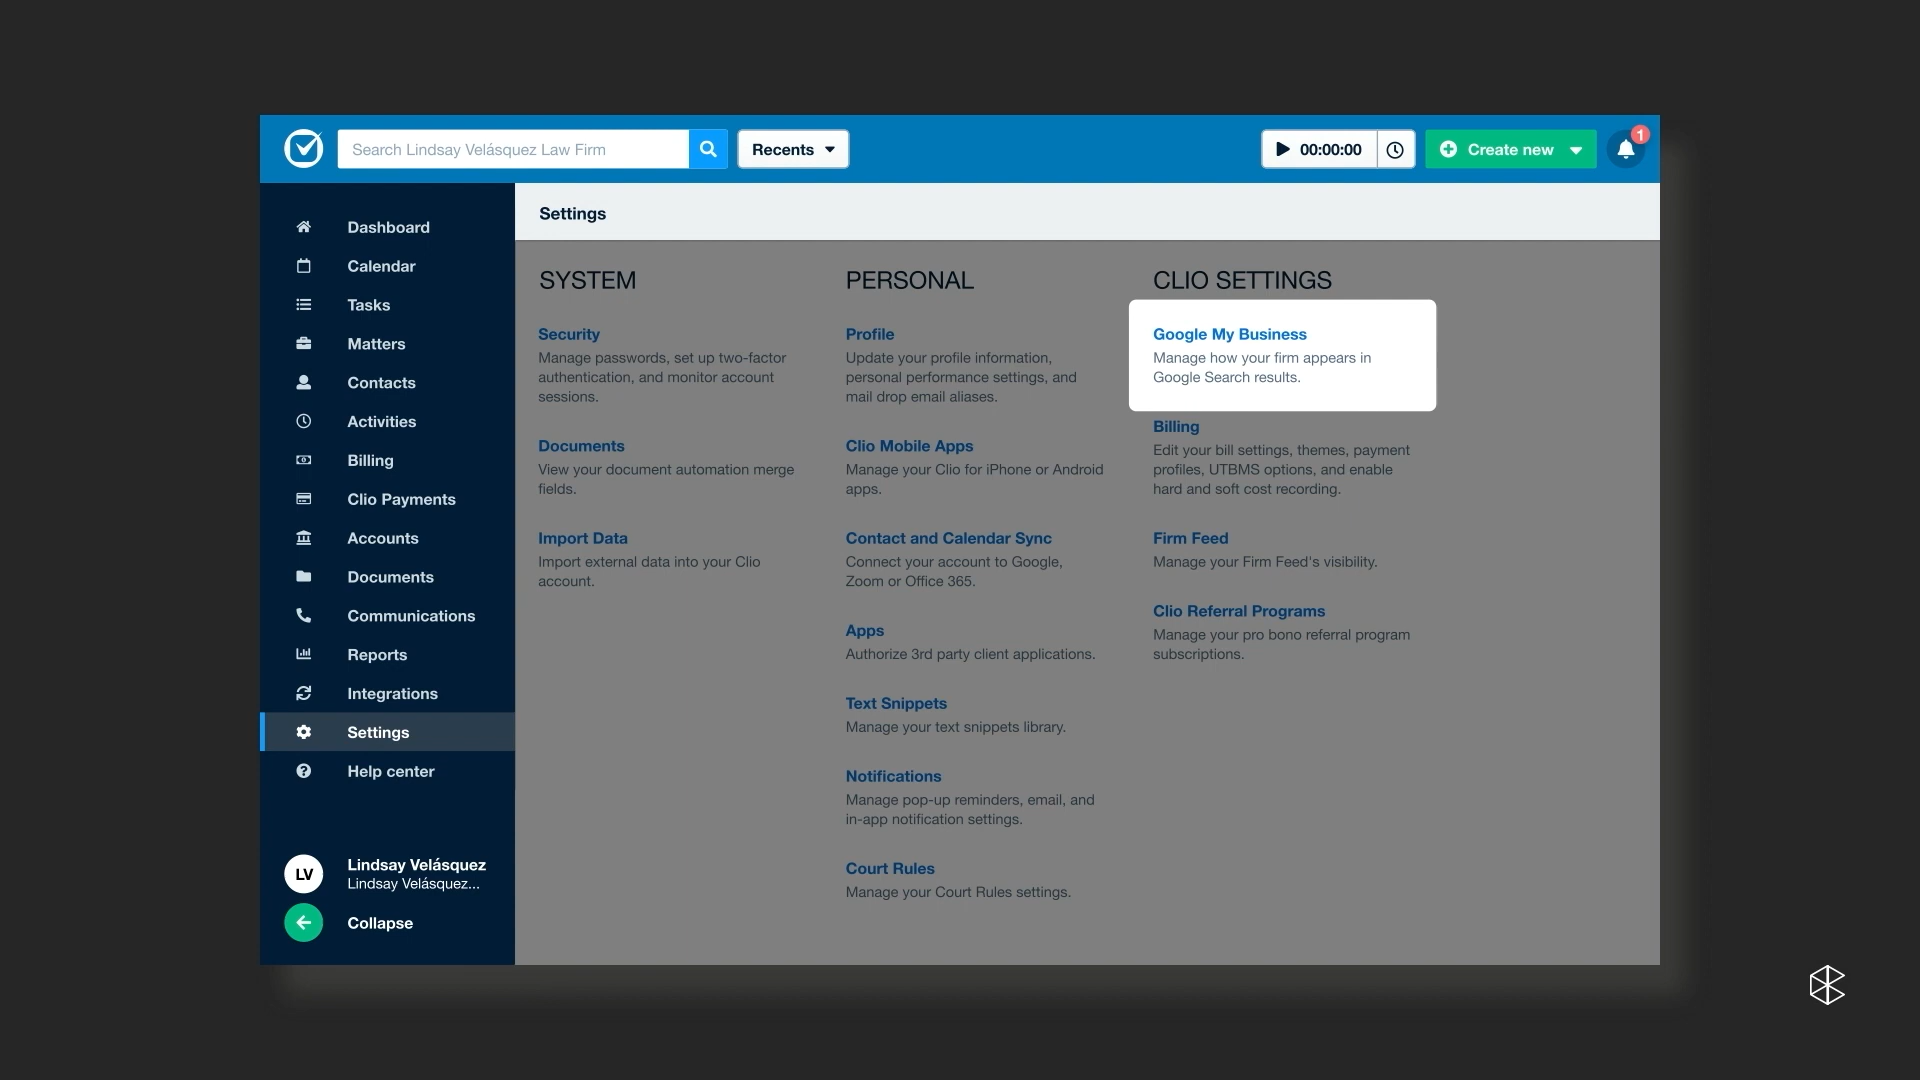 Search Lindsay Velásquez Law Firm
Recents
00:00:00
Create new
1
Dashboard
Calendar
Tasks
Matters
Contacts
Activities
Billing
Clio Payments
Accounts
Documents
Communications
Reports
Integrations
Settings
Help center
LV
Lindsay Velásquez
Lindsay Velásquez...
Collapse
Settings
SYSTEM
Security
Manage passwords, set up two-factor
authentication, and monitor account
sessions.
Documents
View your document automation merge
fields.
Import Data
Import external data into your Clio
account.
PERSONAL
Profile
Update your profile information,
personal performance settings, and
mail drop email aliases.
Clio Mobile Apps
Manage your Clio for iPhone or Android
apps.
Contact and Calendar Sync
Connect your account to Google,
Zoom or Office 365.
Apps
Authorize 3rd party client applications.
Text Snippets
Manage your text snippets library.
Notifications
Manage pop-up reminders, email, and
in-app notification settings.
Court Rules
Manage your Court Rules settings.
CLIO SETTINGS
Google My Business
Manage how your firm appears in
Google Search results.
Billing
Edit your bill settings, themes, payment
profiles, UTBMS options, and enable
hard and soft cost recording.
Firm Feed
Manage your Firm Feed's visibility.
Clio Referral Programs
Manage your pro bono referral program
subscriptions.